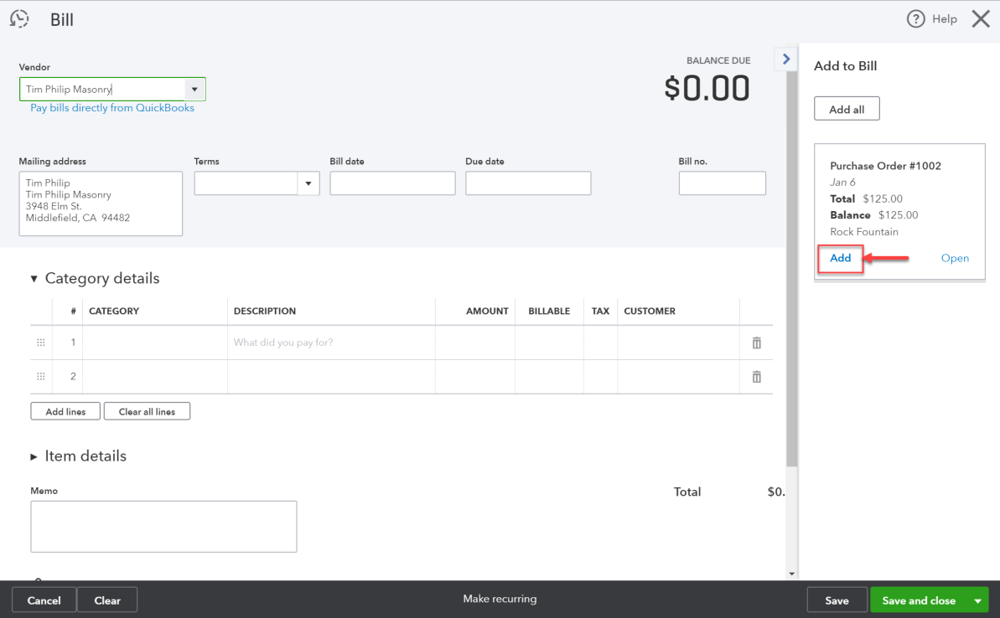 Bill
Help
Vendor
Tim Philip Masonry
Pay bills directly from QuickBooks
BALANCE DUE
$0.00
Mailing address
Tim Philip
Tim Philip Masonry
3948 Elm St.
Middlefield, CA 94482
Terms
Bill date
Due date
Bill no.
Category details
# CATEGORY DESCRIPTION AMOUNT BILLABLE TAX CUSTOMER
1 What did you pay for?
2
Add lines Clear all lines
Item details
Memo
Total $0.
Add to Bill
Add all
Purchase Order #1002
Jan 6
Total $125.00
Balance $125.00
Rock Fountain
Add Open
Cancel Clear Make recurring Save Save and close